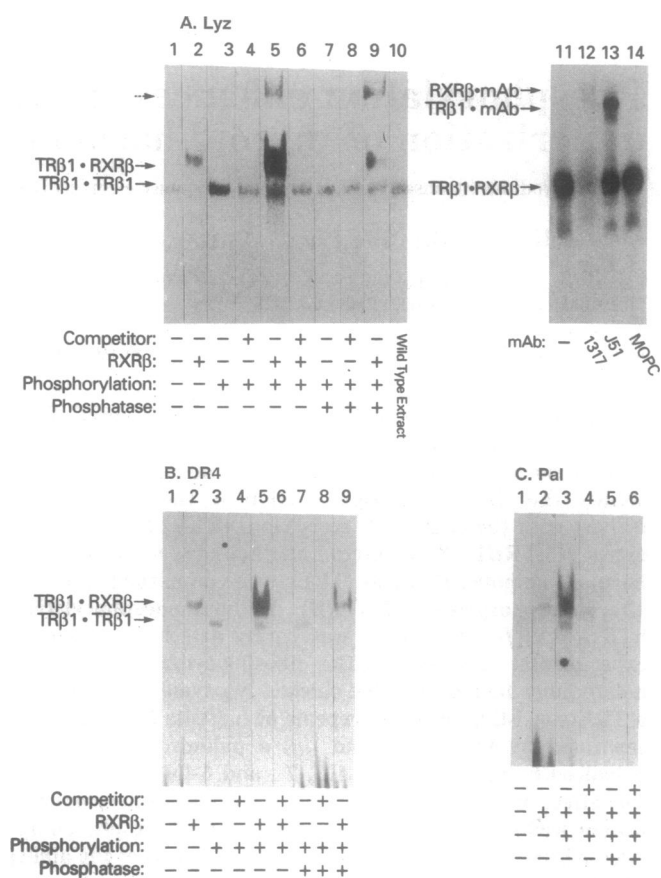 A. Lyz
1 2 3 4 5 6 7 8 9 10
TRβ1 • RXRβ
TRβ1 • TRβ1
Competitor: − − − + − + − + −
RXRβ: − + − − + + − − +
Phosphorylation: − − + + + + + + +
Phosphatase: − − − − − − + + +
Wild Type Extract
11 12 13 14
RXRβ•mAb
TRβ1 • mAb
TRβ1•RXRβ
mAb: − 1317 J51 MOPC
B. DR4
1 2 3 4 5 6 7 8 9
TRβ1 • RXRβ
TRβ1 • TRβ1
Competitor: − − − + − + − + −
RXRβ: − + − − + + − − +
Phosphorylation: − − + + + + + + +
Phosphatase: − − − − − − + + +
C. Pal
1 2 3 4 5 6
− − − + − +
− + + + + +
− − + + + +
− − − − + +